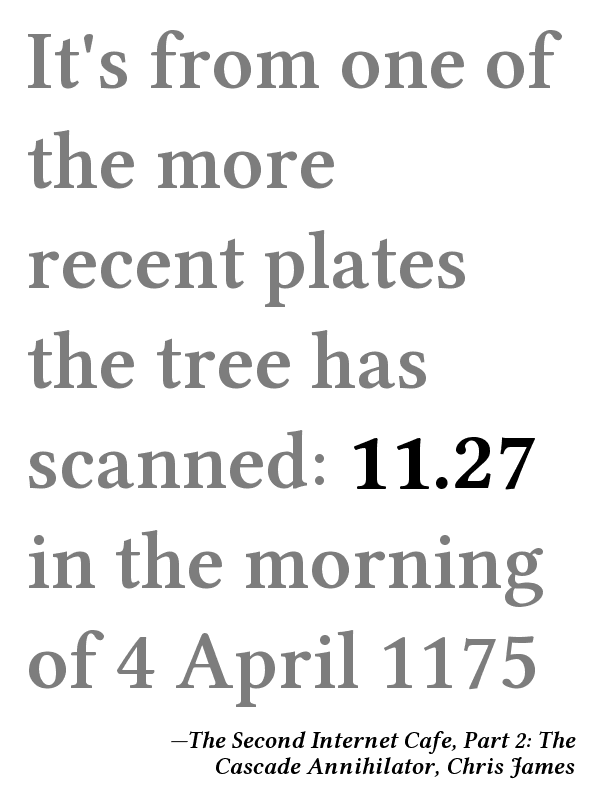 It's from one of
the more
recent plates
the tree has
scanned: 11.27
in the morning
of 4 April 1175
—The Second Internet Cafe, Part 2: The
Cascade Annihilator, Chris James